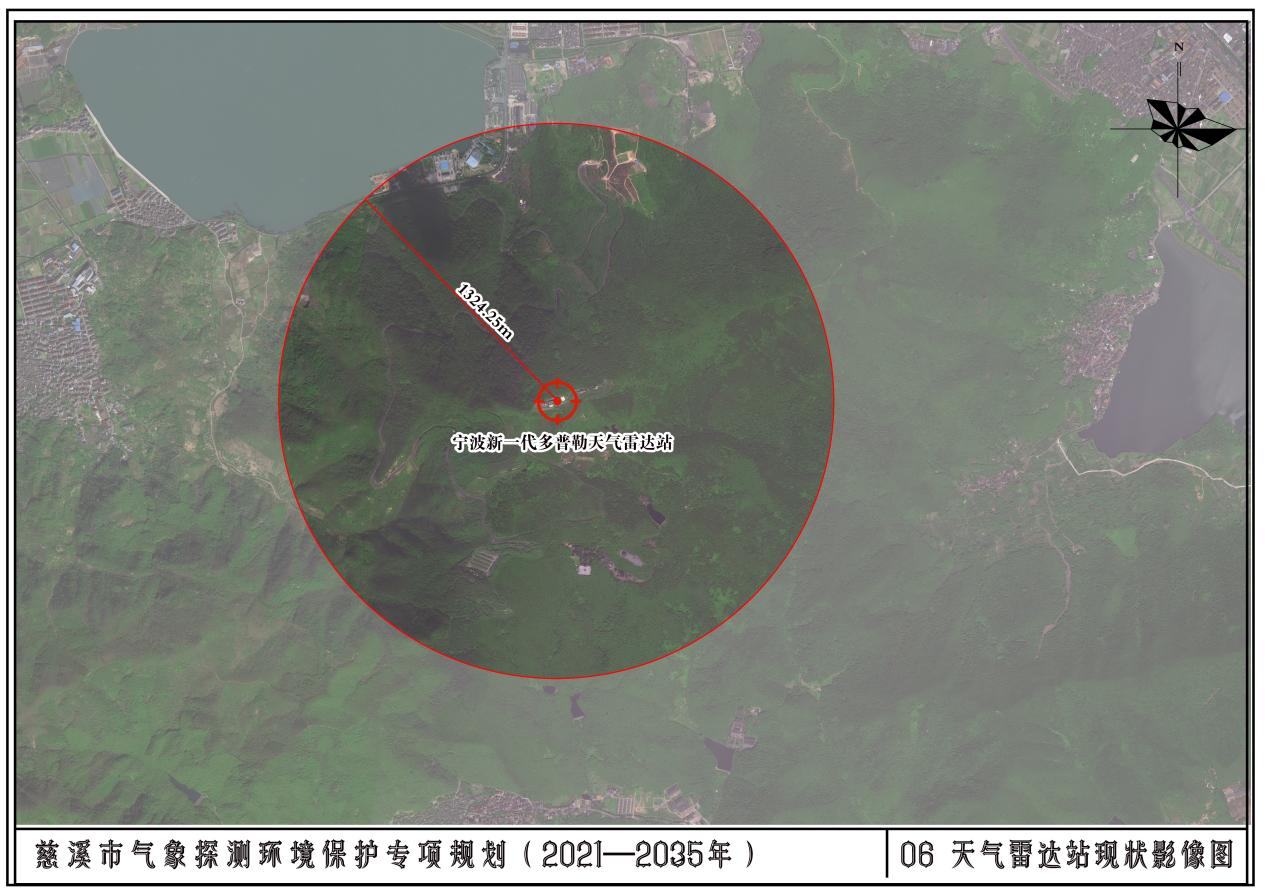 N
1324.25m
宁波新一代多普勒天气雷达站
慈溪市气象探测环境保护专项规划（2021—2035年）
06 天气雷达站现状影像图